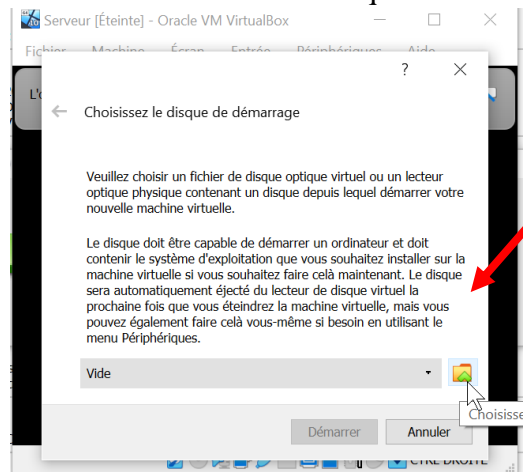 Serveur [Éteinte] - Oracle VM VirtualBox
Fichier Machine Écran Entrée Périphériques Aide
?
Choisissez le disque de démarrage
Veuillez choisir un fichier de disque optique virtuel ou un lecteur
optique physique contenant un disque depuis lequel démarrer votre
nouvelle machine virtuelle.
Le disque doit être capable de démarrer un ordinateur et doit
contenir le système d'exploitation que vous souhaitez installer sur la
machine virtuelle si vous souhaitez faire celà maintenant. Le disque
sera automatiquement éjecté du lecteur de disque virtuel la
prochaine fois que vous éteindrez la machine virtuelle, mais vous
pouvez également faire celà vous-même si besoin en utilisant le
menu Périphériques.
Vide
Choisisse
Démarrer Annuler
CTRL DROITE